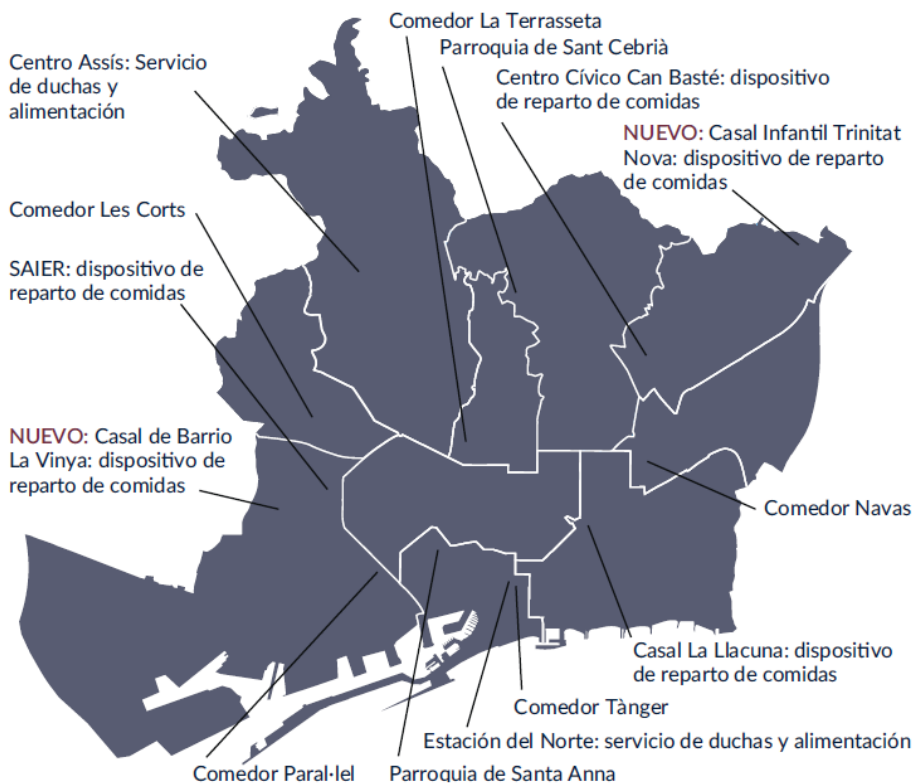 Comedor La Terrasseta
Parroquia de Sant Cebrià
Centro Assís: Servicio
de duchas y
alimentación
Centro Cívico Can Basté: dispositivo
de reparto de comidas
NUEVO: Casal Infantil Trinitat
Nova: dispositivo de reparto
de comidas
Comedor Les Corts
SAIER: dispositivo de
reparto de comidas
NUEVO: Casal de Barrio
La Vinya: dispositivo de
reparto de comidas
Comedor Navas
Casal La Llacuna: dispositivo
de reparto de comidas
Comedor Tànger
Estación del Norte: servicio de duchas y alimentación
Comedor Paral·lel
Parroquia de Santa Anna